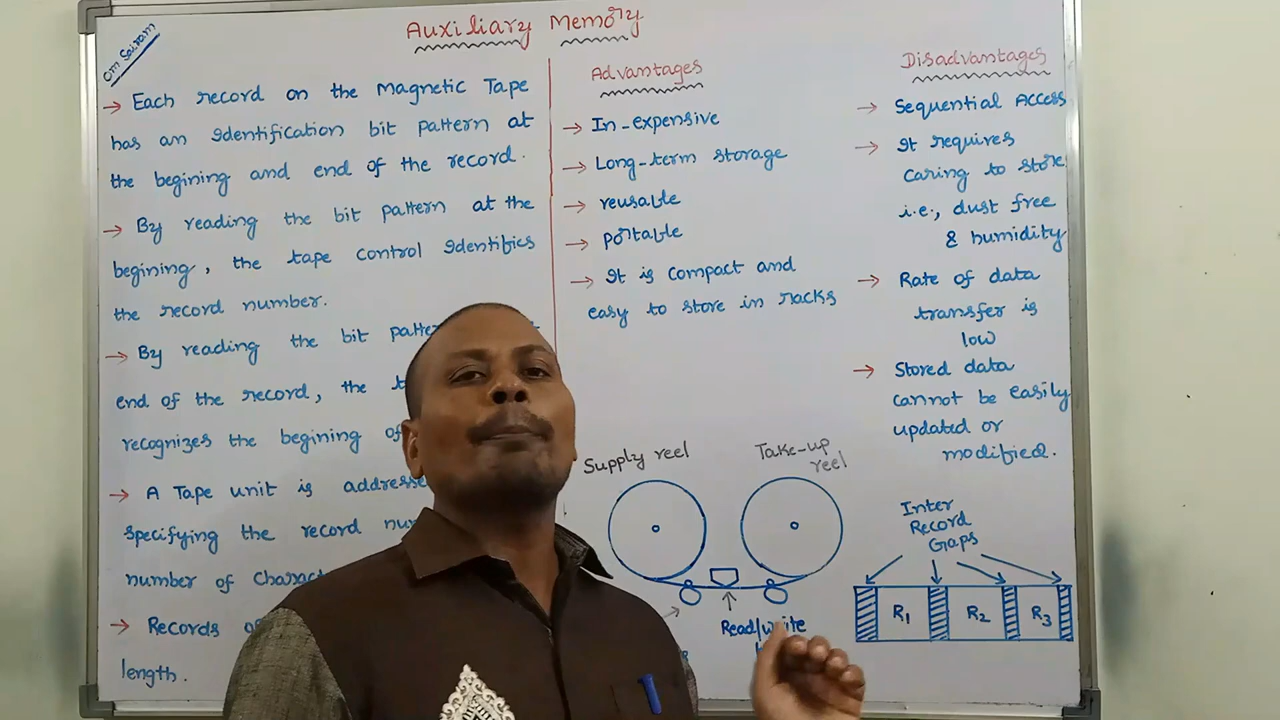 Om Sairam
Auxiliary Memory
→ Each record on the magnetic Tape
has an Identification bit pattern at
the begining and end of the record.
→ By reading the bit pattern at the
begining, the tape control Identifies
the record number.
→ By reading the bit
end of the record, the
recognizes the begining
→ A Tape unit is
specifying the record
number of
→ Records
length.
Advantages
→ In-expensive
→ Long-term storage
→ reusable
→ portable
→ It is compact and
easy to store in racks
Supply reel
Take-up
reel
Read/write
Disadvantages
→ Sequential Access
→ It requires
caring to store
i.e., dust free
& humidity
→ Rate of data
transfer is
low
→ Stored data
cannot be easily
updated or
modified.
Inter
Record
Gaps
R1 R2 R3